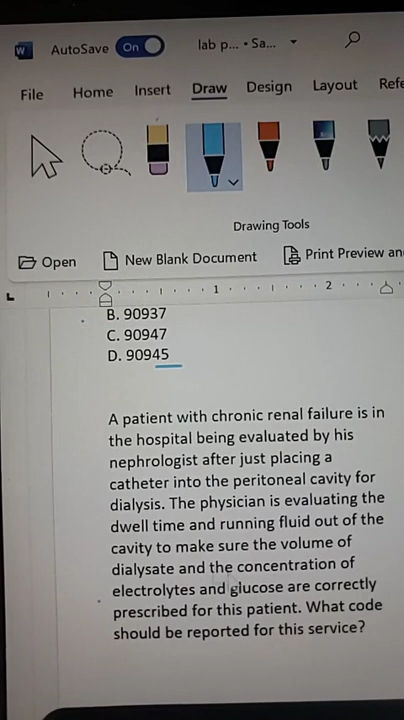 AutoSave On lab p... • Sa...
File Home Insert Draw Design Layout Refe
Drawing Tools
Open New Blank Document Print Preview an
1 2
B. 90937
C. 90947
D. 90945
A patient with chronic renal failure is in
the hospital being evaluated by his
nephrologist after just placing a
catheter into the peritoneal cavity for
dialysis. The physician is evaluating the
dwell time and running fluid out of the
cavity to make sure the volume of
dialysate and the concentration of
electrolytes and glucose are correctly
prescribed for this patient. What code
should be reported for this service?